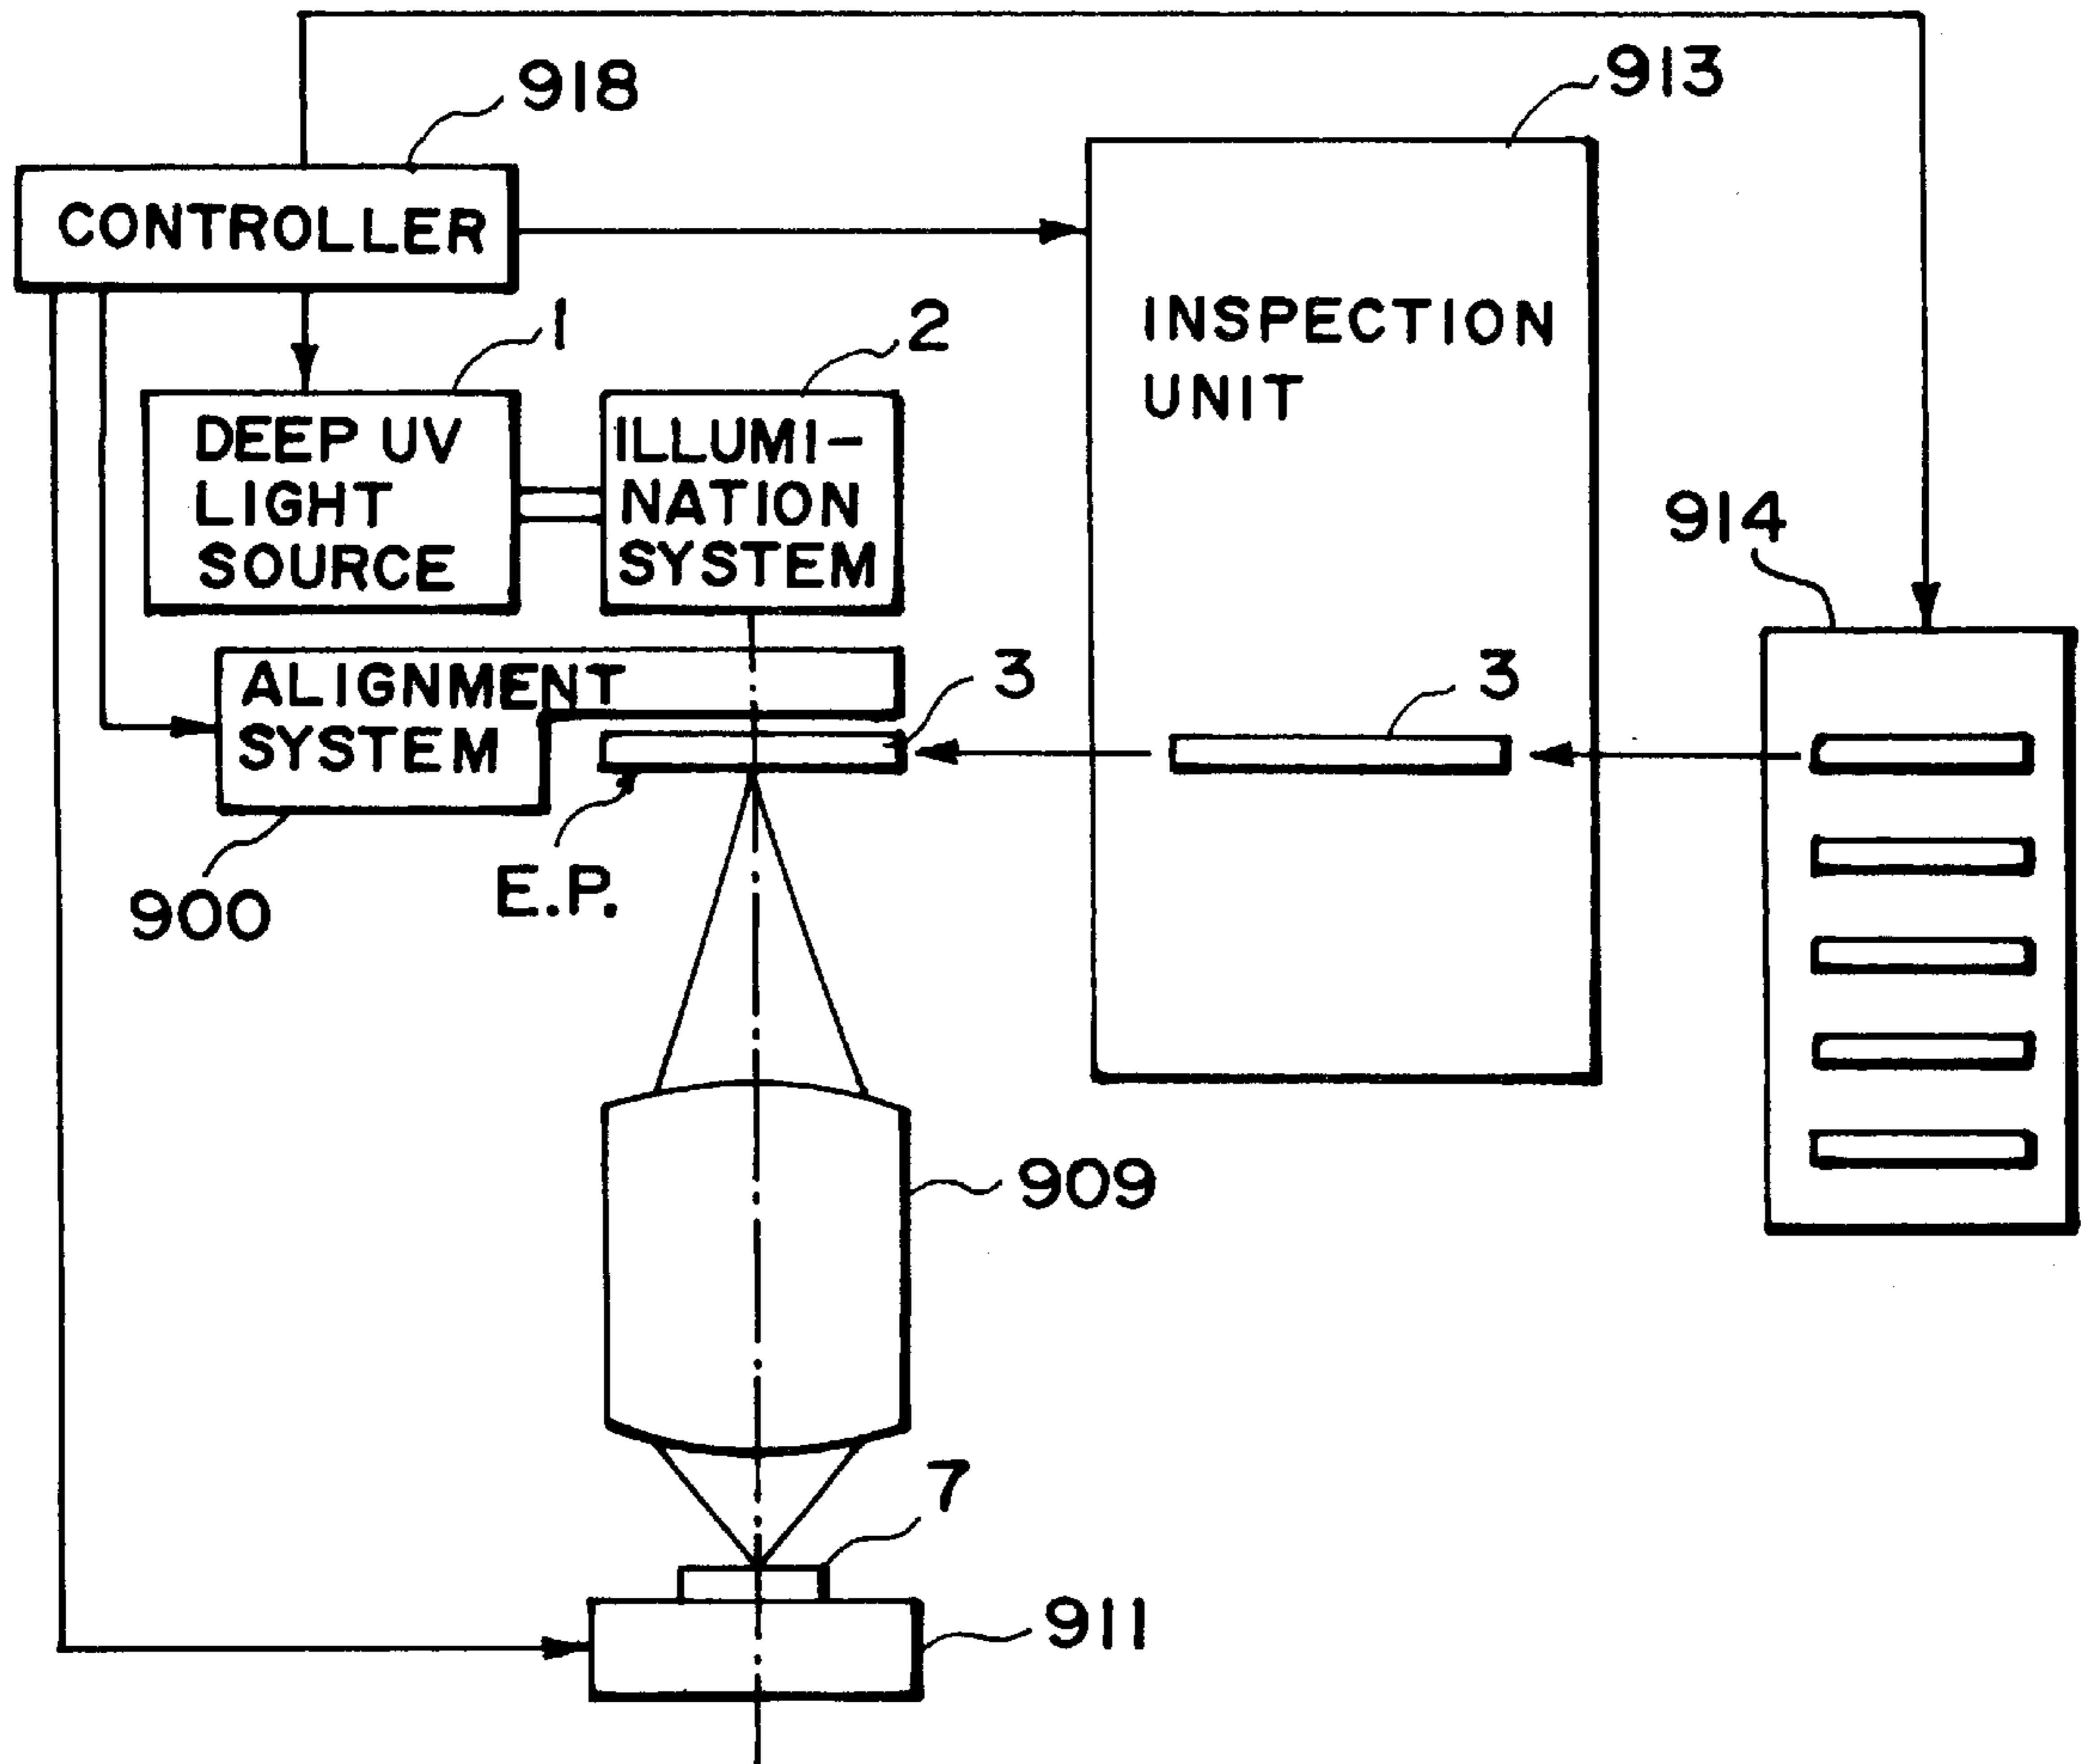 918
913
CONTROLLER
1
2
INSPECTION
UNIT
DEEP UV
LIGHT
SOURCE
ILLUMI-
NATION
SYSTEM
914
ALIGNMENT
SYSTEM
3
3
900
E.P.
909
7
911